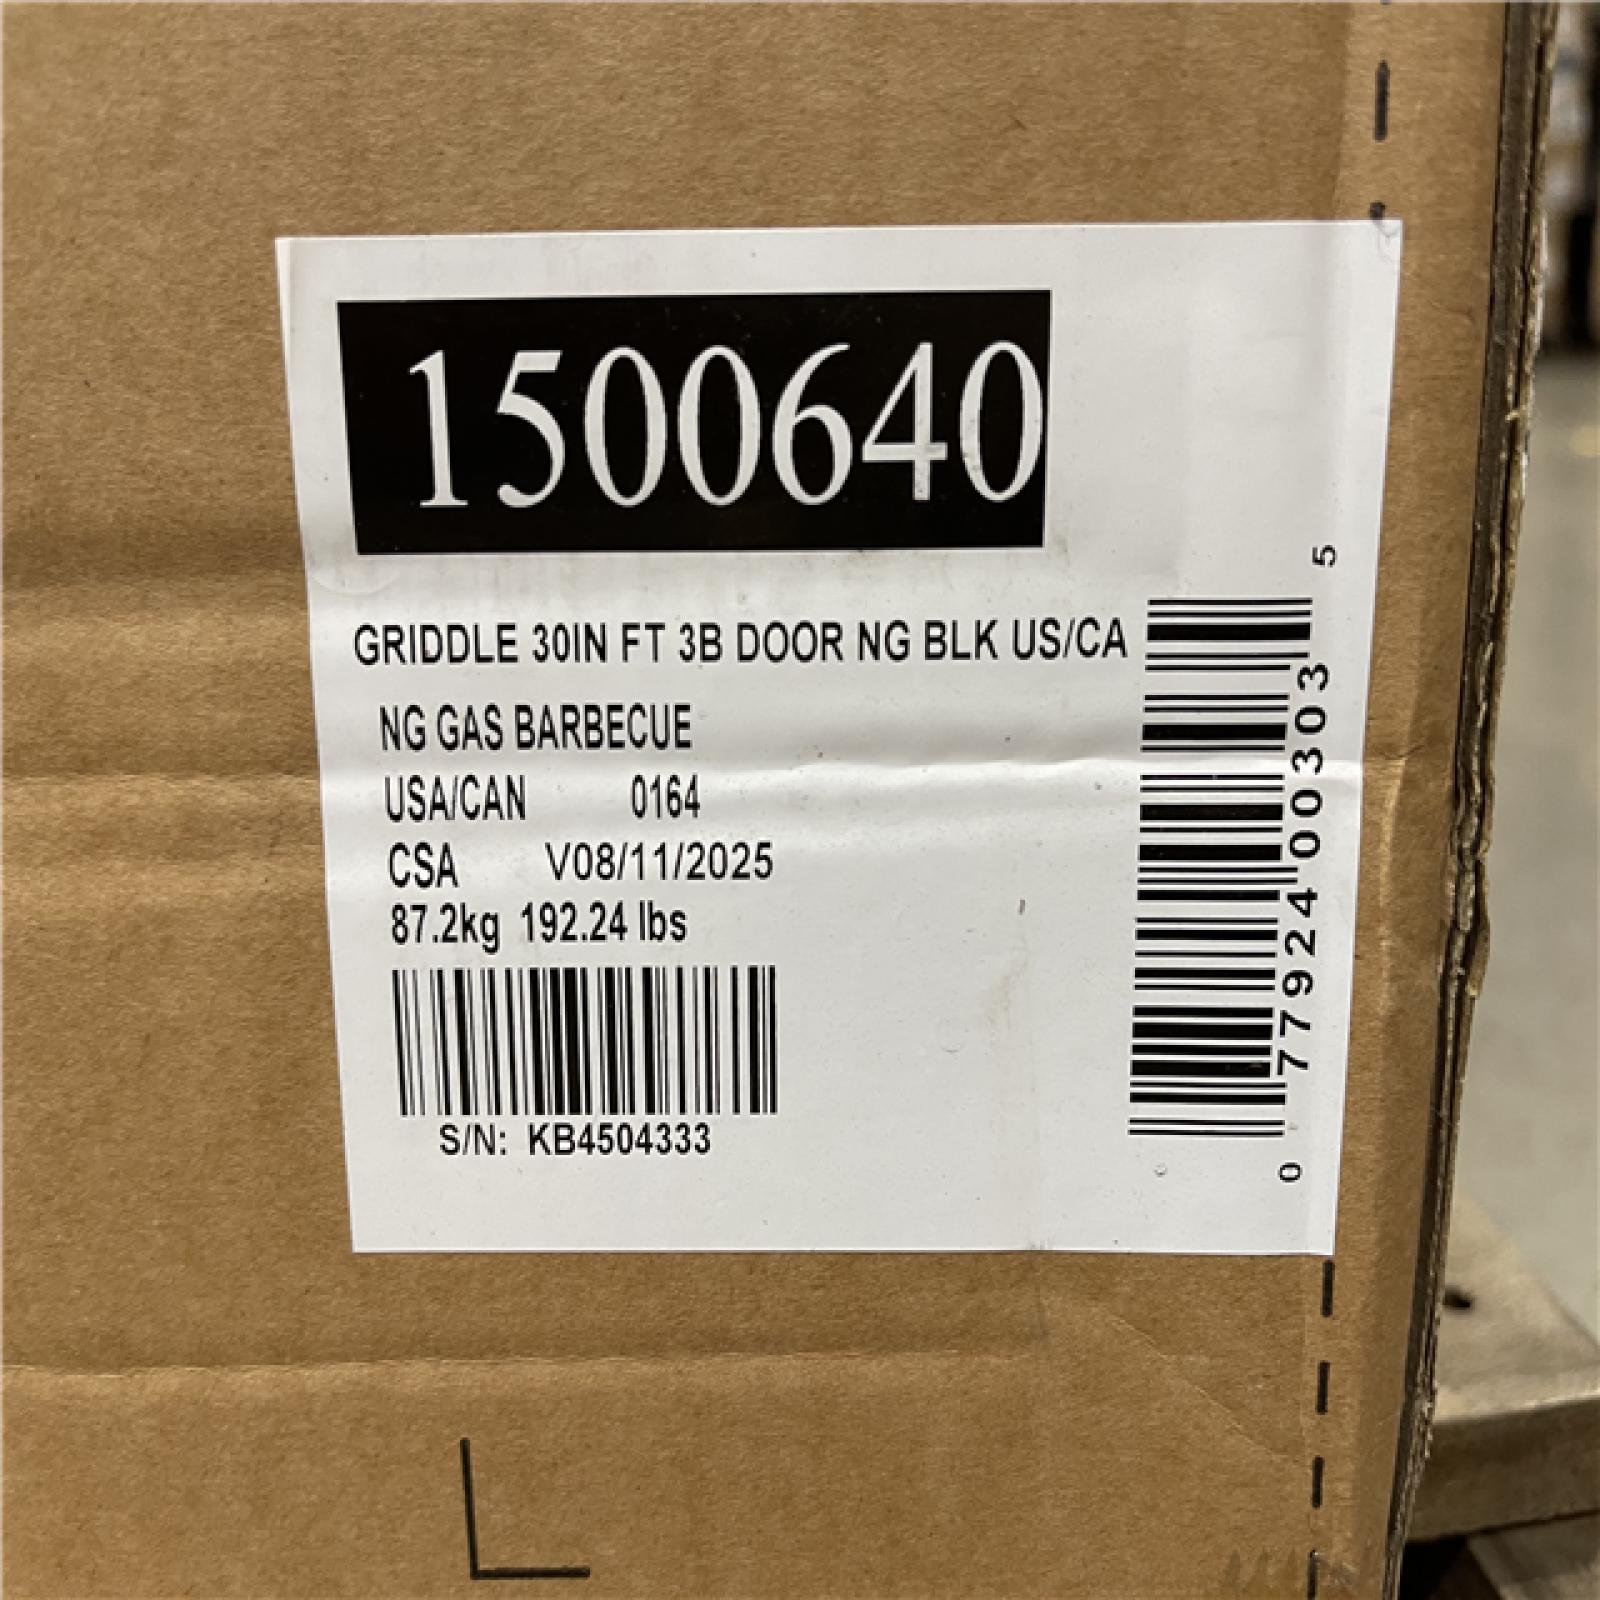 1500640
GRIDDLE 30IN FT 3B DOOR NG BLK US/CA
NG GAS BARBECUE
USA/CAN 0164
CSA V08/11/2025
87.2kg 192.24 lbs
S/N: KB4504333
0 77924 00303 5